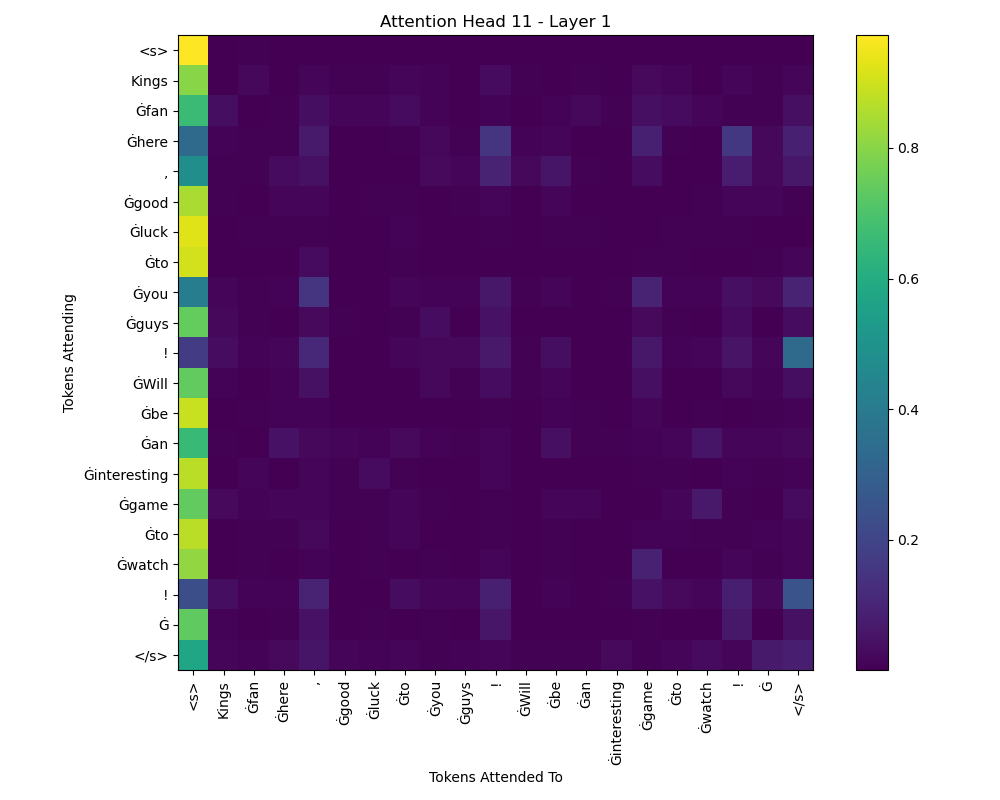 Attention Head 11 - Layer 1
Tokens Attending
<s>
Kings
Ġfan
Ġhere
,
Ġgood
Ġluck
Ġto
Ġyou
Ġguys
!
ĠWill
Ġbe
Ġan
Ġinteresting
Ġgame
Ġto
Ġwatch
!
Ġ
</s>
<s>
Kings
Ġfan
Ġhere
,
Ġgood
Ġluck
Ġto
Ġyou
Ġguys
!
ĠWill
Ġbe
Ġan
Ġinteresting
Ġgame
Ġto
Ġwatch
!
Ġ
</s>
Tokens Attended To
0.8
0.6
0.4
0.2